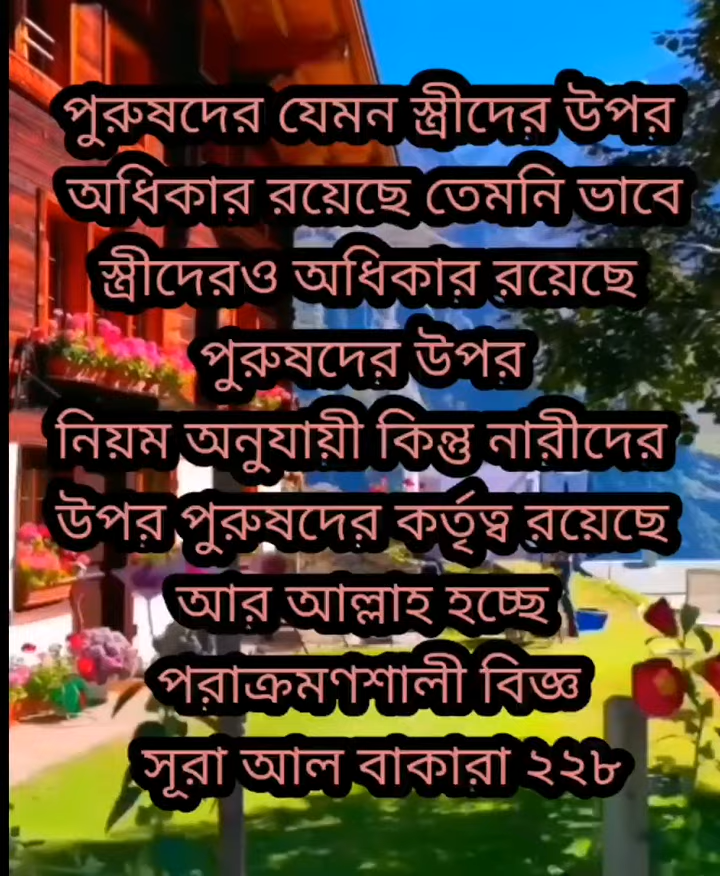 পুরুষদের যেমন স্ত্রীদের উপর
অধিকার রয়েছে তেমনি ভাবে
স্ত্রীদেরও অধিকার রয়েছে
পুরুষদের উপর
নিয়ম অনুযায়ী কিন্তু নারীদের
উপর পুরুষদের কর্তৃত্ব রয়েছে
আর আল্লাহ হচ্ছে
পরাক্রমণশালী বিজ্ঞ
সূরা আল বাকারা ২২৮